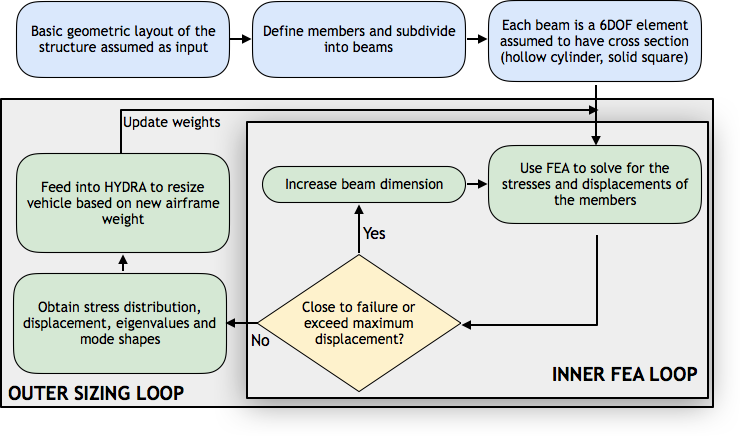 Basic geometric layout of the
structure assumed as input
Define members and subdivide
into beams
Each beam is a 6DOF element
assumed to have cross section
(hollow cylinder, solid square)
Update weights
Feed into HYDRA to resize
vehicle based on new airframe
weight
Increase beam dimension
Use FEA to solve for the
stresses and displacements of
the members
Yes
Close to failure or
exceed maximum
displacement?
No
Obtain stress distribution,
displacement, eigenvalues and
mode shapes
INNER FEA LOOP
OUTER SIZING LOOP